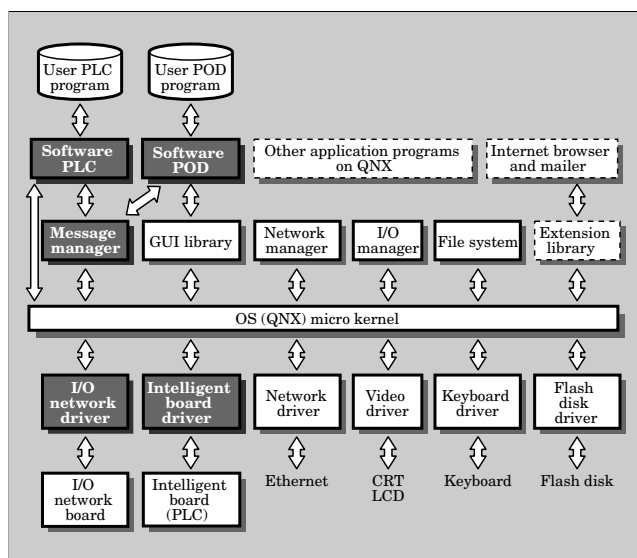 User PLC
program
User POD
program
Software
PLC
Software
POD
Other application programs
on QNX
Internet browser
and mailer
Message
manager
GUI library
Network
manager
I/O
manager
File system
Extension
library
OS (QNX) micro kernel
I/O
network
driver
Intelligent
board
driver
Network
driver
Video
driver
Keyboard
driver
Flash
disk
driver
I/O
network
board
Intelligent
board
(PLC)
Ethernet
CRT
LCD
Keyboard
Flash disk